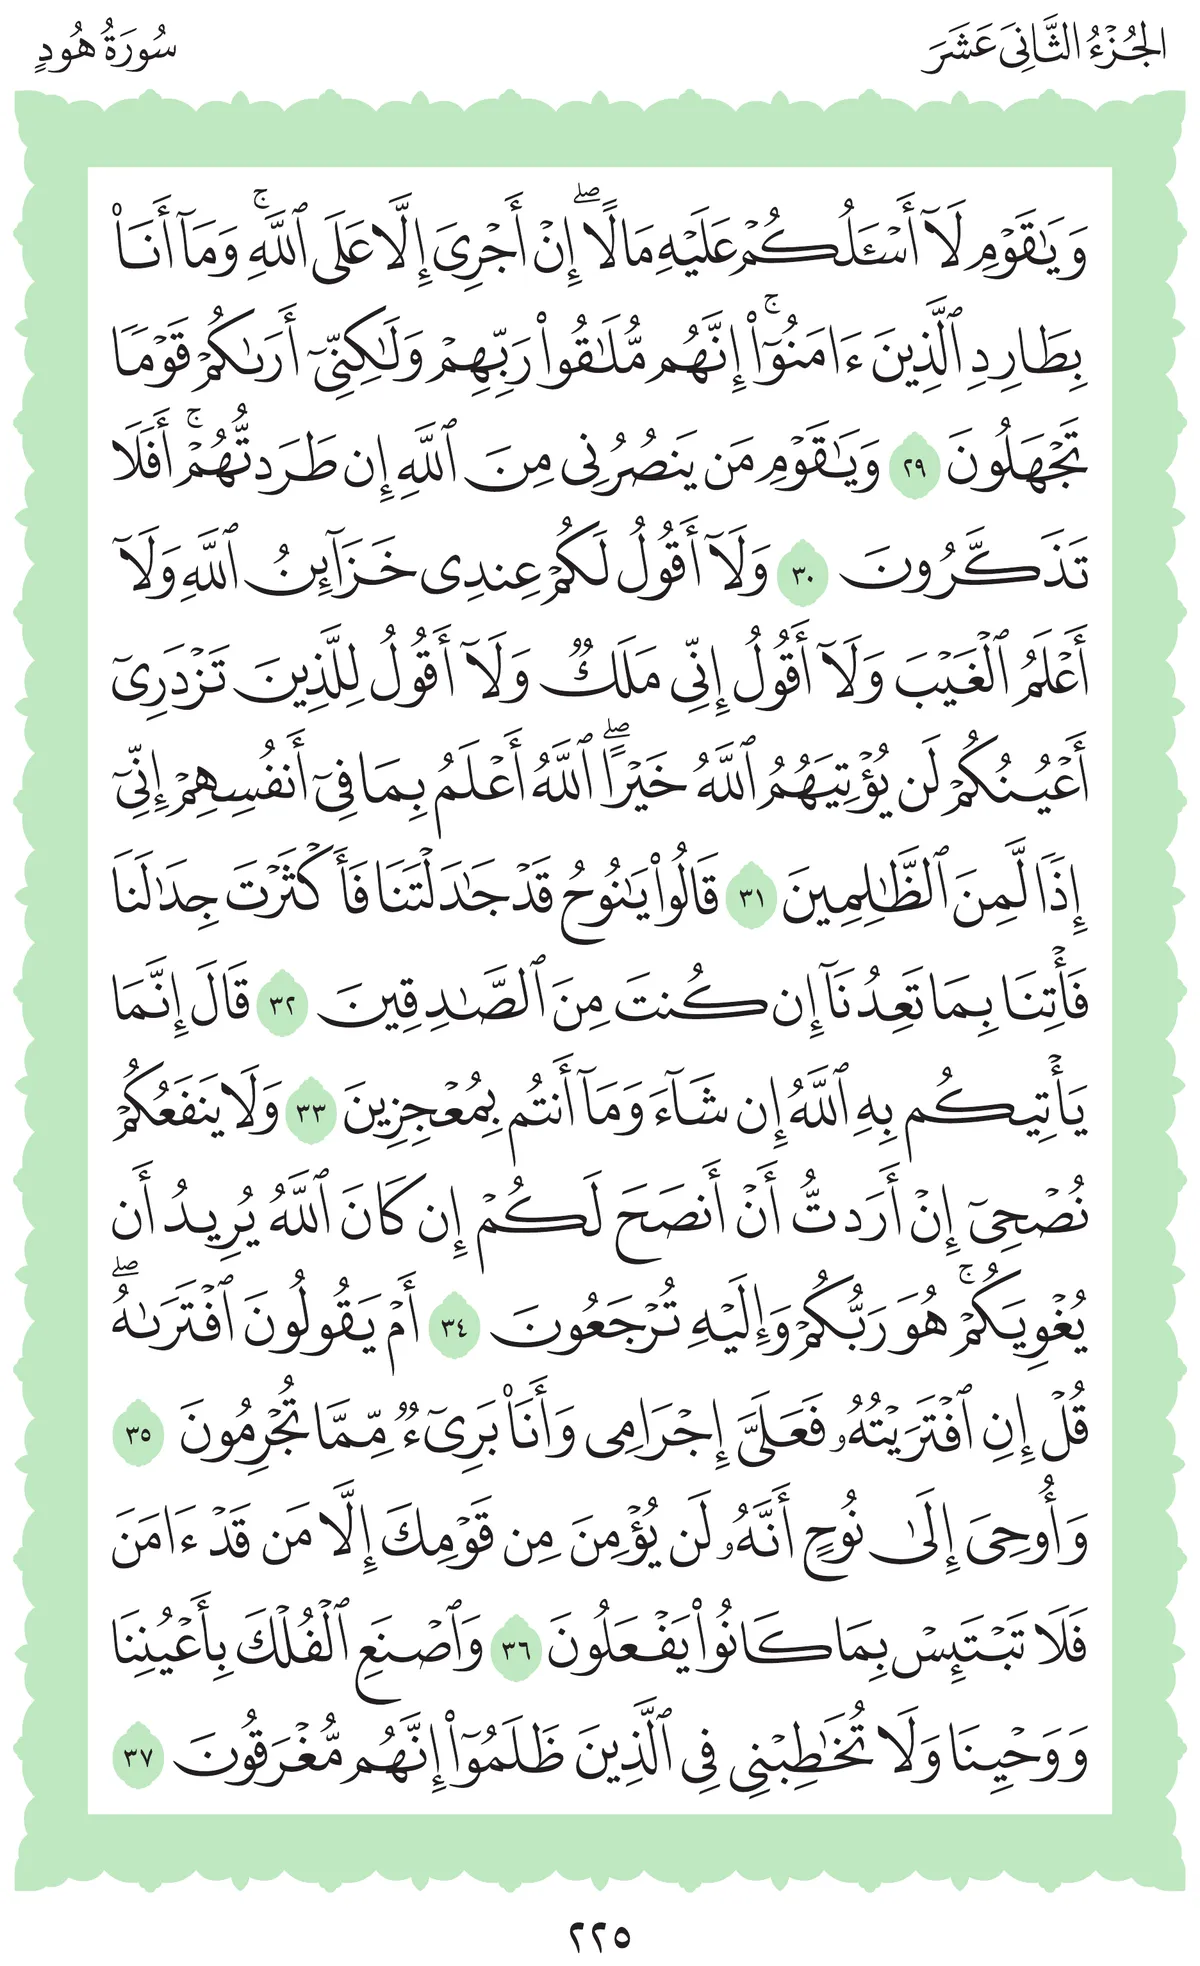 الجُزْءُ الثَّانِىَ عَشَرَ
سُورَةُ هُودٍ
وَيَٰقَوْمِ لَآ أَسْـَٔلُكُمْ عَلَيْهِ مَالًا ۖ إِنْ أَجْرِىَ إِلَّا عَلَى ٱللَّهِ ۚ وَمَآ أَنَا۠
بِطَارِدِ ٱلَّذِينَ ءَامَنُوٓا۟ ۚ إِنَّهُم مُّلَٰقُوا۟ رَبِّهِمْ وَلَٰكِنِّىٓ أَرَىٰكُمْ قَوْمًا
تَجْهَلُونَ ٢٩ وَيَٰقَوْمِ مَن يَنصُرُنِى مِنَ ٱللَّهِ إِن طَرَدتُّهُمْ ۚ أَفَلَا
تَذَكَّرُونَ ٣٠ وَلَآ أَقُولُ لَكُمْ عِندِى خَزَآئِنُ ٱللَّهِ وَلَآ
أَعْلَمُ ٱلْغَيْبَ وَلَآ أَقُولُ إِنِّى مَلَكٌ وَلَآ أَقُولُ لِلَّذِينَ تَزْدَرِىٓ
أَعْيُنُكُمْ لَن يُؤْتِيَهُمُ ٱللَّهُ خَيْرًا ۖ ٱللَّهُ أَعْلَمُ بِمَا فِىٓ أَنفُسِهِمْ إِنِّىٓ
إِذًا لَّمِنَ ٱلظَّٰلِمِينَ ٣١ قَالُوا۟ يَٰنُوحُ قَدْ جَٰدَلْتَنَا فَأَكْثَرْتَ جِدَٰلَنَا
فَأْتِنَا بِمَا تَعِدُنَآ إِن كُنتَ مِنَ ٱلصَّٰدِقِينَ ٣٢ قَالَ إِنَّمَا
يَأْتِيكُم بِهِ ٱللَّهُ إِن شَآءَ وَمَآ أَنتُم بِمُعْجِزِينَ ٣٣ وَلَا يَنفَعُكُمْ
نُصْحِىٓ إِنْ أَرَدتُّ أَنْ أَنصَحَ لَكُمْ إِن كَانَ ٱللَّهُ يُرِيدُ أَن
يُغْوِيَكُمْ ۚ هُوَ رَبُّكُمْ وَإِلَيْهِ تُرْجَعُونَ ٣٤ أَمْ يَقُولُونَ ٱفْتَرَىٰهُ ۖ
قُلْ إِنِ ٱفْتَرَيْتُهُۥ فَعَلَىَّ إِجْرَامِى وَأَنَا۠ بَرِىٓءٌ مِّمَّا تُجْرِمُونَ ٣٥
وَأُوحِىَ إِلَىٰ نُوحٍ أَنَّهُۥ لَن يُؤْمِنَ مِن قَوْمِكَ إِلَّا مَن قَدْ ءَامَنَ
فَلَا تَبْتَئِسْ بِمَا كَانُوا۟ يَفْعَلُونَ ٣٦ وَٱصْنَعِ ٱلْفُلْكَ بِأَعْيُنِنَا
وَوَحْيِنَا وَلَا تُخَٰطِبْنِى فِى ٱلَّذِينَ ظَلَمُوٓا۟ إِنَّهُم مُّغْرَقُونَ ٣٧
٢٢٥